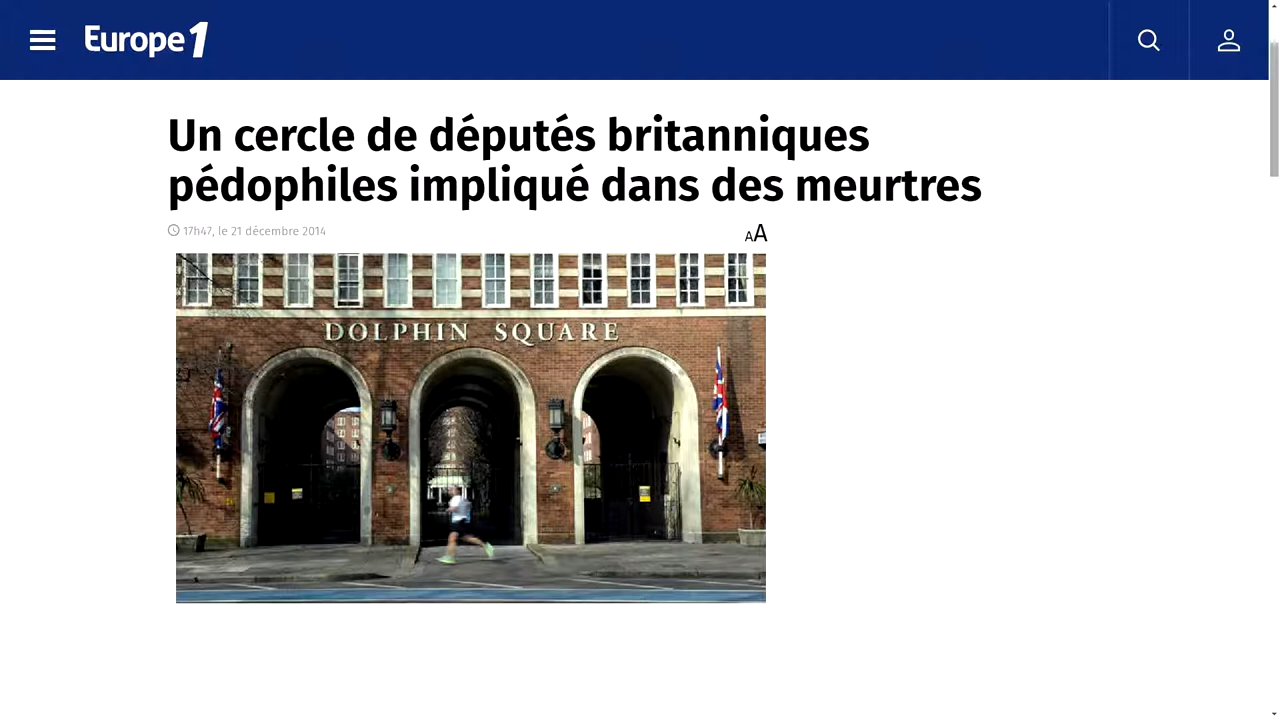 Europe 1
Un cercle de députés britanniques
pédophiles impliqué dans des meurtres
17h47, le 21 décembre 2014
AA
DOLPHIN SQUARE